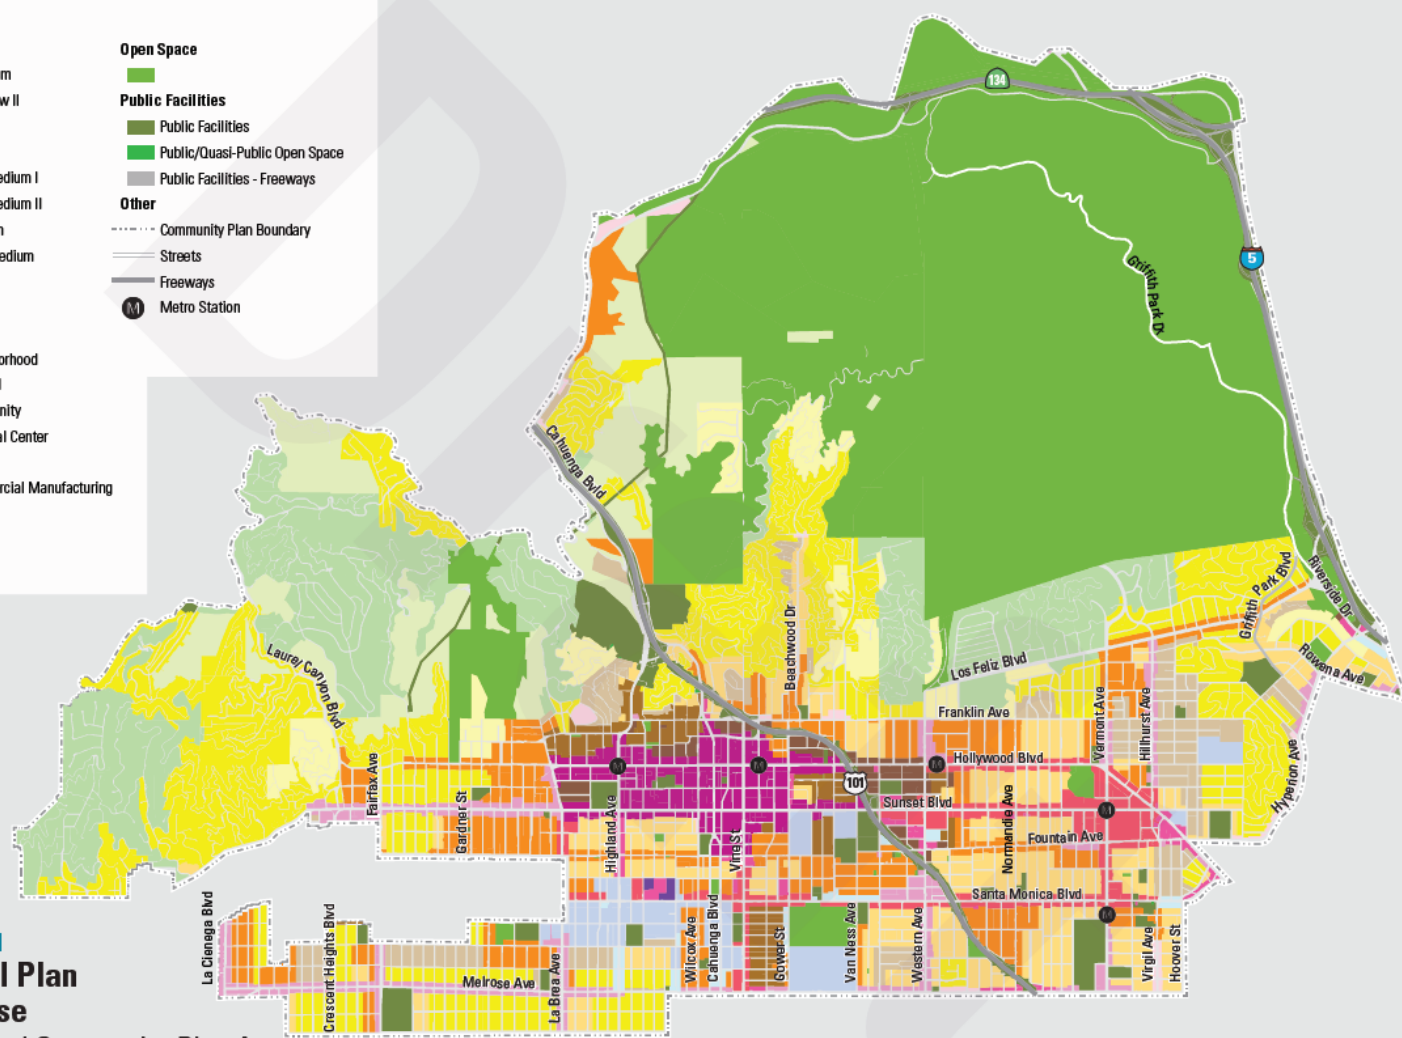 Open Space
Public Facilities
Public Facilities
Public/Quasi-Public Open Space
Public Facilities - Freeways
Other
Community Plan Boundary
Streets
Freeways
M Metro Station
m
w II
edium I
edium II
n
edium
orhood
l
nity
al Center
rcial Manufacturing
134
5
Griffith Park Dr
Cahuenga Bvld
Laurel Canyon Blvd
Beachwood Dr
Los Feliz Blvd
Griffith Park Blvd
Riverside Dr
Rowena Ave
Franklin Ave
Vermont Ave
Hillhurst Ave
Hyperion Ave
Fairfax Ave
Gardner St
Highland Ave
Vine St
M
M
M
Hollywood Blvd
101
Sunset Blvd
M
Normandie Ave
Fountain Ave
Santa Monica Blvd
M
La Cienega Blvd
Crescent Heights Blvd
Melrose Ave
La Brea Ave
Wilcox Ave
Cahuenga Blvd
Gower St
Van Ness Ave
Western Ave
Virgil Ave
Hoover St
l Plan
se